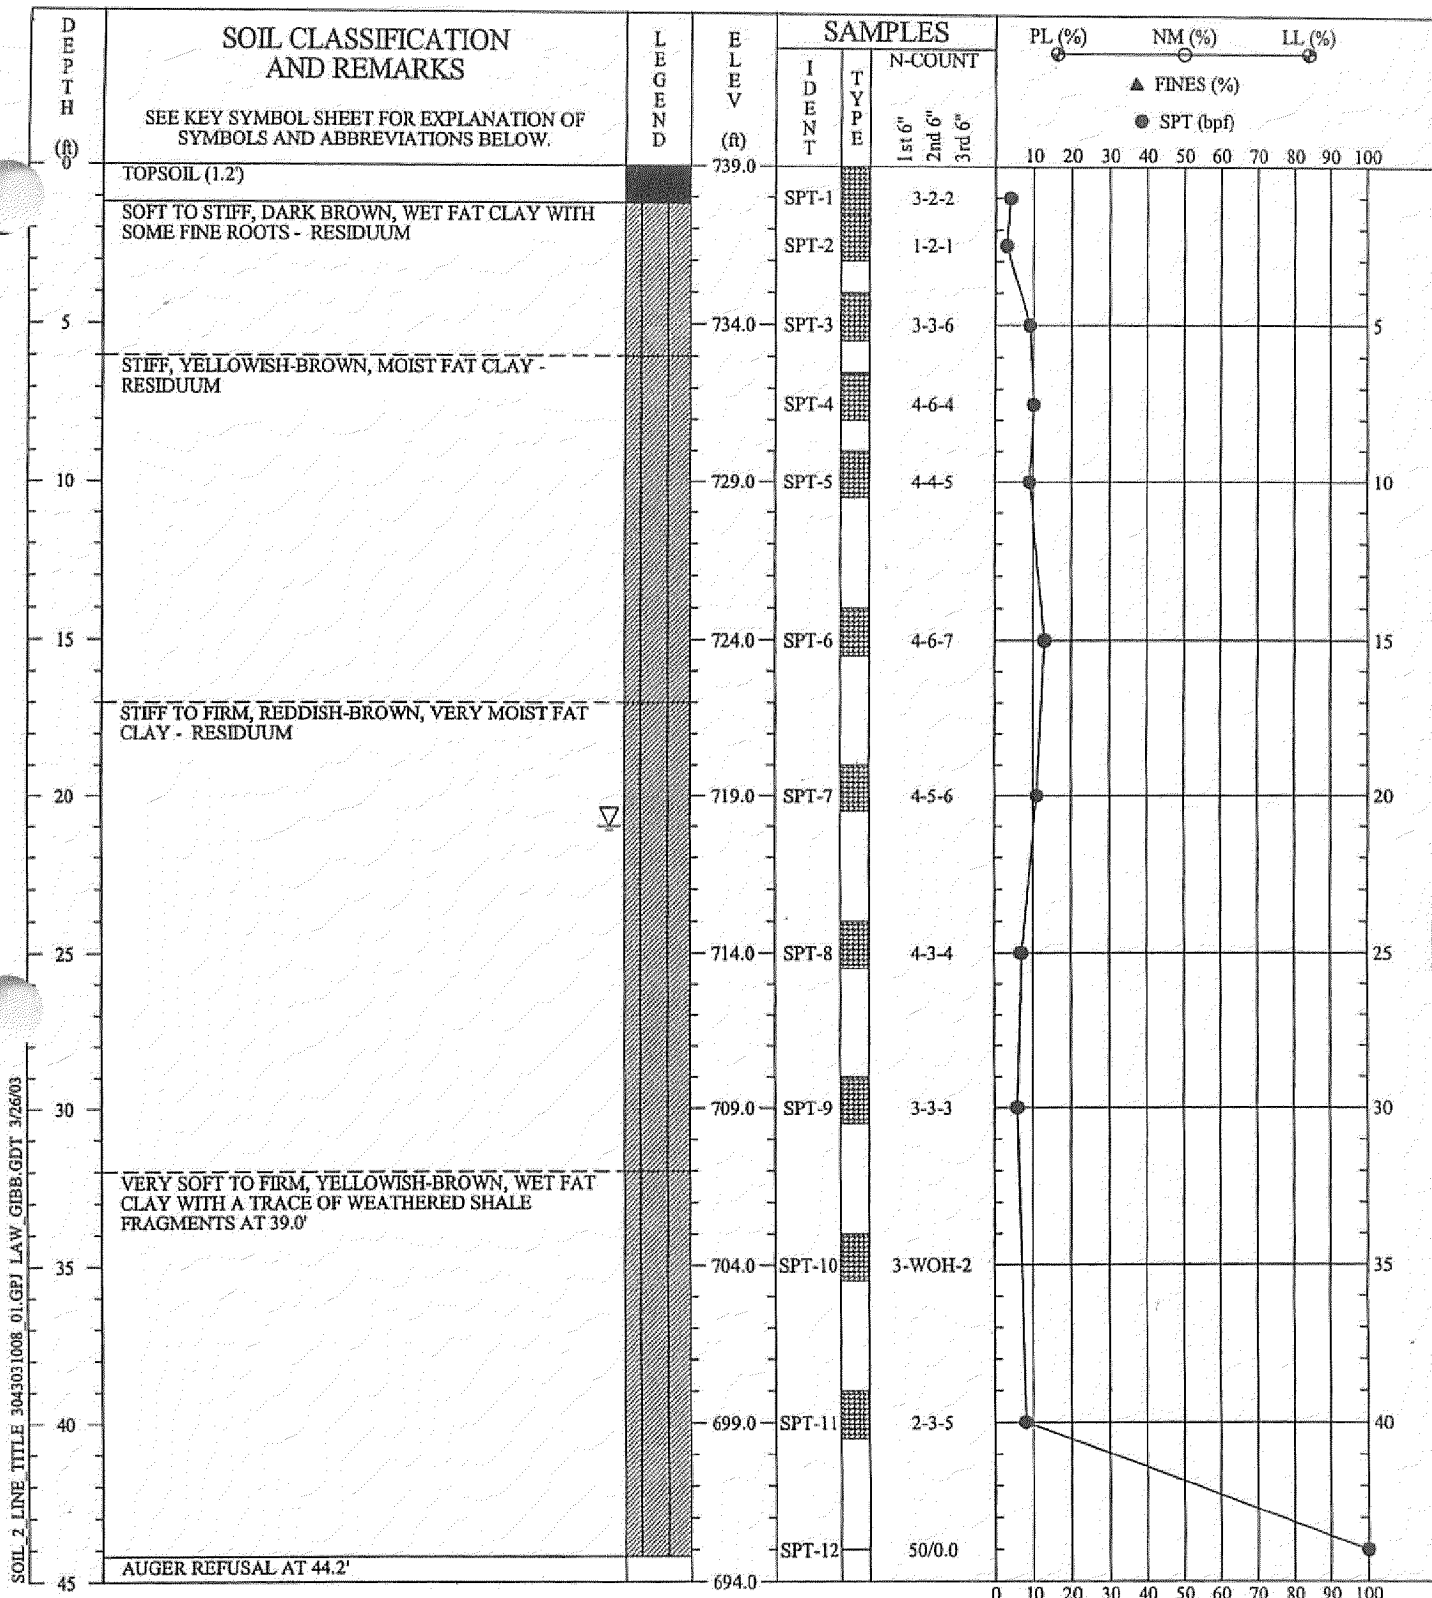 DEPTH (ft)
SOIL CLASSIFICATION
AND REMARKS
SEE KEY SYMBOL SHEET FOR EXPLANATION OF
SYMBOLS AND ABBREVIATIONS BELOW.
LEGEND
ELEV (ft)
SAMPLES
IDENT
TYPE
N-COUNT
1st 6"
2nd 6"
3rd 6"
PL (%) NM (%) LL (%)
▲ FINES (%)
● SPT (bpf)
10 20 30 40 50 60 70 80 90 100
0 739.0
TOPSOIL (1.2')
SPT-1 3-2-2
SOFT TO STIFF, DARK BROWN, WET FAT CLAY WITH
SOME FINE ROOTS - RESIDUUM
SPT-2 1-2-1
5 734.0 SPT-3 3-3-6 5
STIFF, YELLOWISH-BROWN, MOIST FAT CLAY -
RESIDUUM
SPT-4 4-6-4
10 729.0 SPT-5 4-4-5 10
15 724.0 SPT-6 4-6-7 15
STIFF TO FIRM, REDDISH-BROWN, VERY MOIST FAT
CLAY - RESIDUUM
20 719.0 SPT-7 4-5-6 20
25 714.0 SPT-8 4-3-4 25
30 709.0 SPT-9 3-3-3 30
VERY SOFT TO FIRM, YELLOWISH-BROWN, WET FAT
CLAY WITH A TRACE OF WEATHERED SHALE
FRAGMENTS AT 39.0'
35 704.0 SPT-10 3-WOH-2 35
40 699.0 SPT-11 2-3-5 40
SPT-12 50/0.0
AUGER REFUSAL AT 44.2'
45 694.0
0 10 20 30 40 50 60 70 80 90 100
SOIL_2_LINE_TITLE 3043031008_01.GPJ LAW_GIBB.GDT 3/26/03